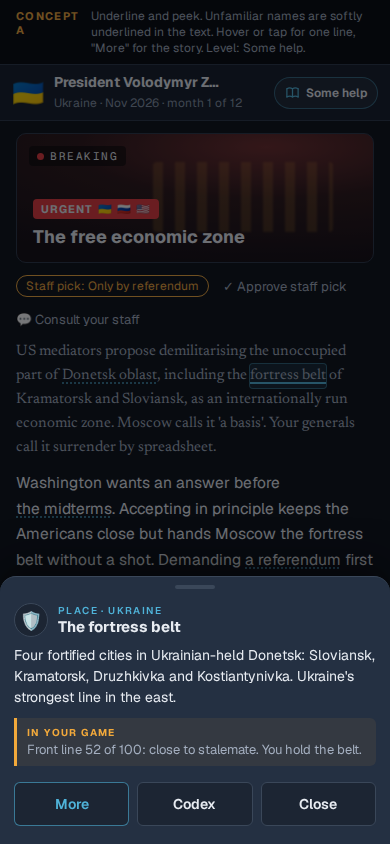 CONCEPT A
Underline and peek. Unfamiliar names are softly
underlined in the text. Hover or tap for one line,
"More" for the story. Level: Some help.
President Volodymyr Z...
Ukraine · Nov 2026 · month 1 of 12
Some help
BREAKING
URGENT
The free economic zone
Staff pick: Only by referendum
✓ Approve staff pick
Consult your staff
US mediators propose demilitarising the unoccupied
part of Donetsk oblast, including the fortress belt of
Kramatorsk and Sloviansk, as an internationally run
economic zone. Moscow calls it 'a basis'. Your generals
call it surrender by spreadsheet.
Washington wants an answer before
the midterms. Accepting in principle keeps the
Americans close but hands Moscow the fortress
belt without a shot. Demanding a referendum first
PLACE · UKRAINE
The fortress belt
Four fortified cities in Ukrainian-held Donetsk: Sloviansk,
Kramatorsk, Druzhkivka and Kostiantynivka. Ukraine's
strongest line in the east.
IN YOUR GAME
Front line 52 of 100: close to stalemate. You hold the belt.
More
Codex
Close